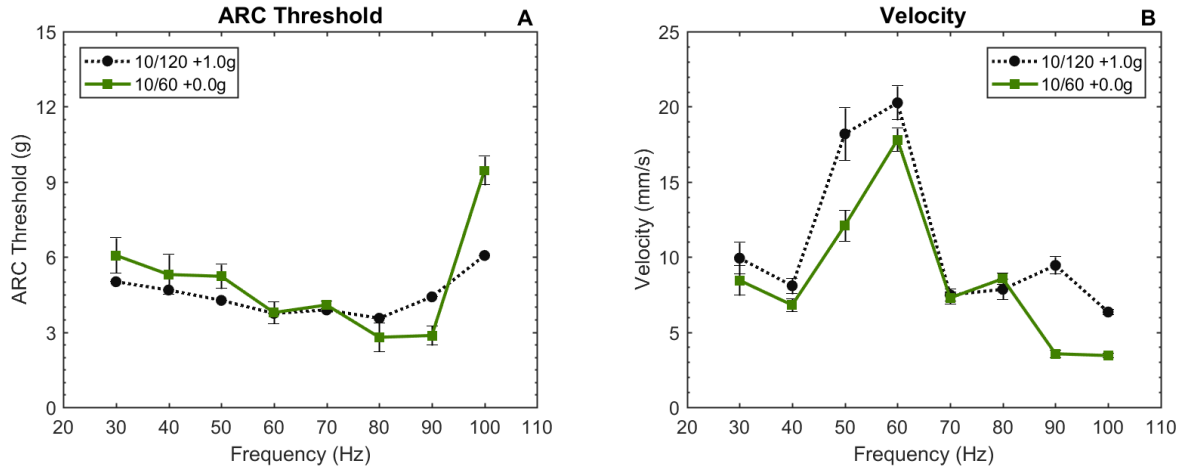 ARC Threshold
A
15
12
9
6
3
0
ARC Threshold (g)
10/120 +1.0g
10/60 +0.0g
20 30 40 50 60 70 80 90 100 110
Frequency (Hz)
Velocity
B
25
20
15
10
5
0
Velocity (mm/s)
10/120 +1.0g
10/60 +0.0g
20 30 40 50 60 70 80 90 100 110
Frequency (Hz)